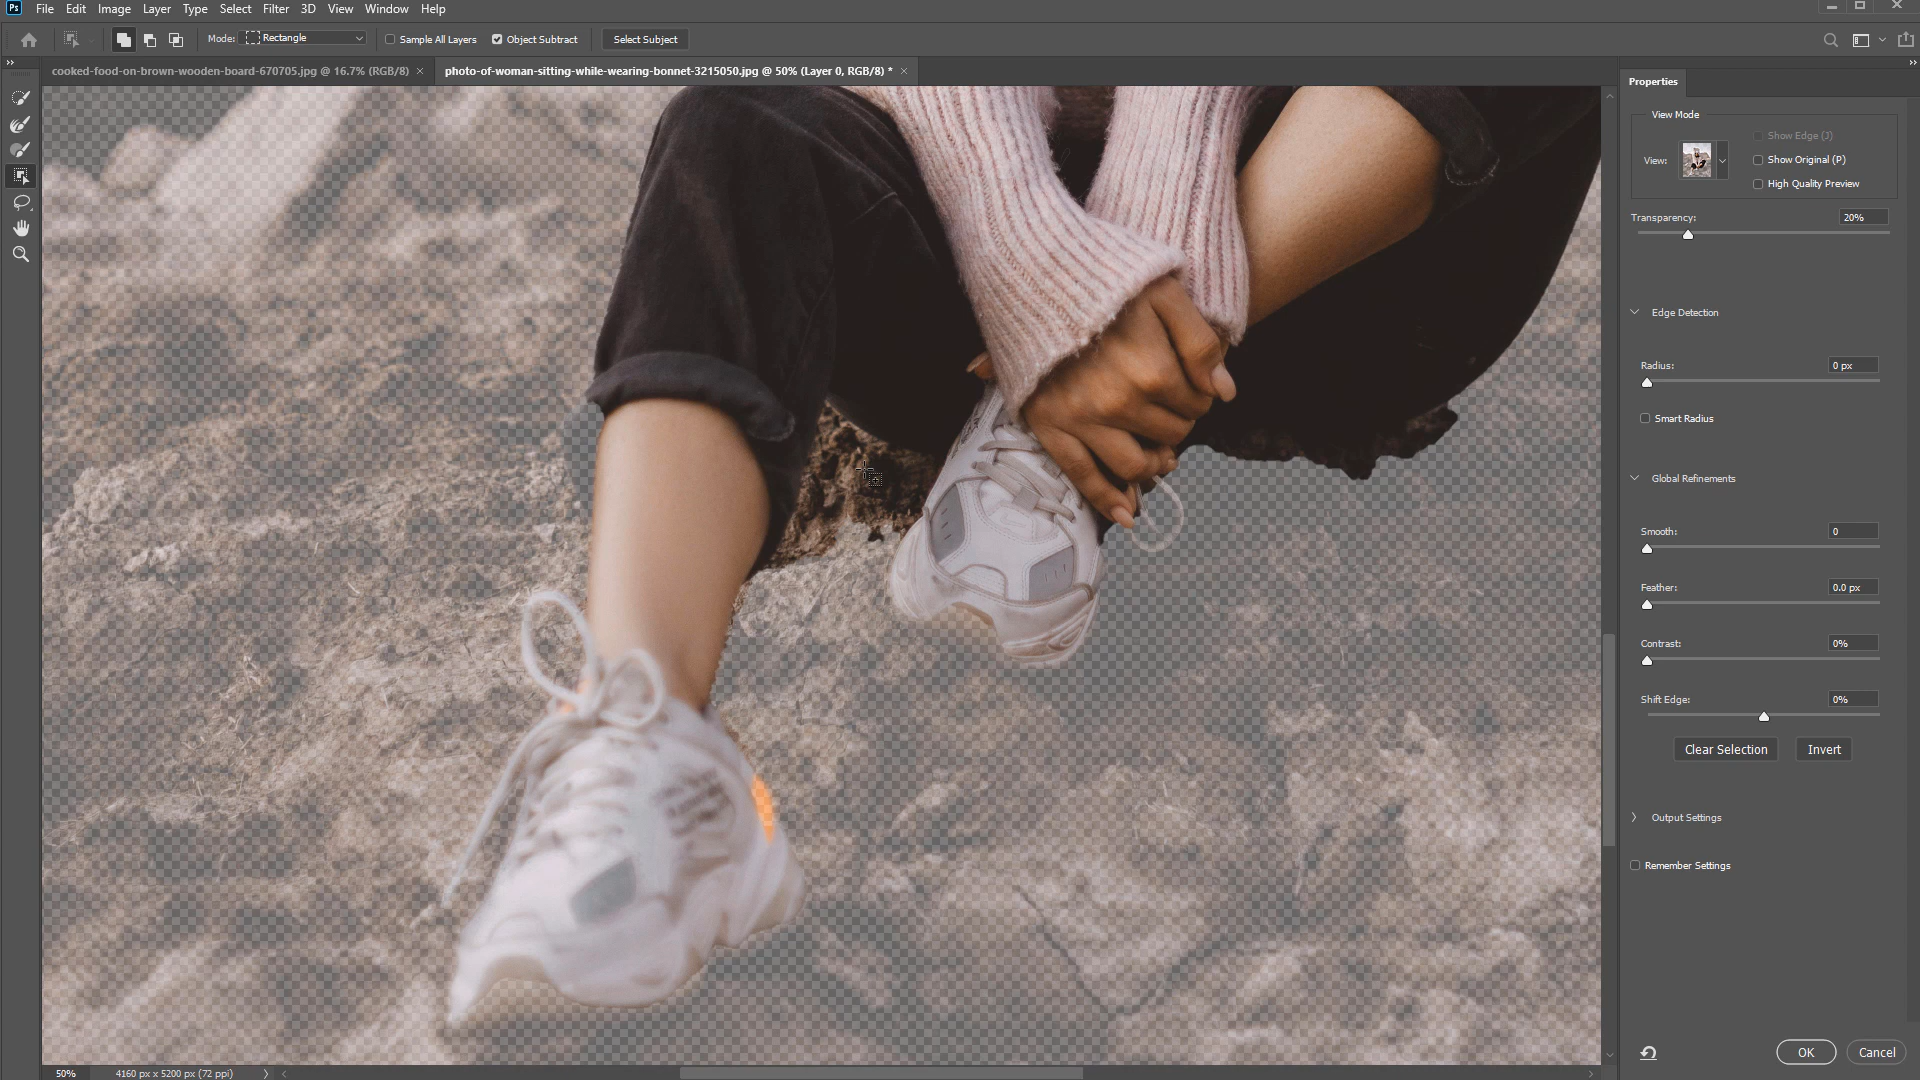 Ps File Edit Image Layer Type Select Filter 3D View Window Help
Mode: Rectangle Sample All Layers Object Subtract Select Subject
cooked-food-on-brown-wooden-board-670705.jpg @ 16.7% (RGB/8) photo-of-woman-sitting-while-wearing-bonnet-3215050.jpg @ 50% (Layer 0, RGB/8) *
Properties
View Mode
Show Edge (J)
View: Show Original (P)
High Quality Preview
Transparency: 20%
Edge Detection
Radius: 0 px
Smart Radius
Global Refinements
Smooth: 0
Feather: 0.0 px
Contrast: 0%
Shift Edge: 0%
Clear Selection Invert
Output Settings
Remember Settings
OK Cancel
50% 4160 px x 5200 px (72 ppi)